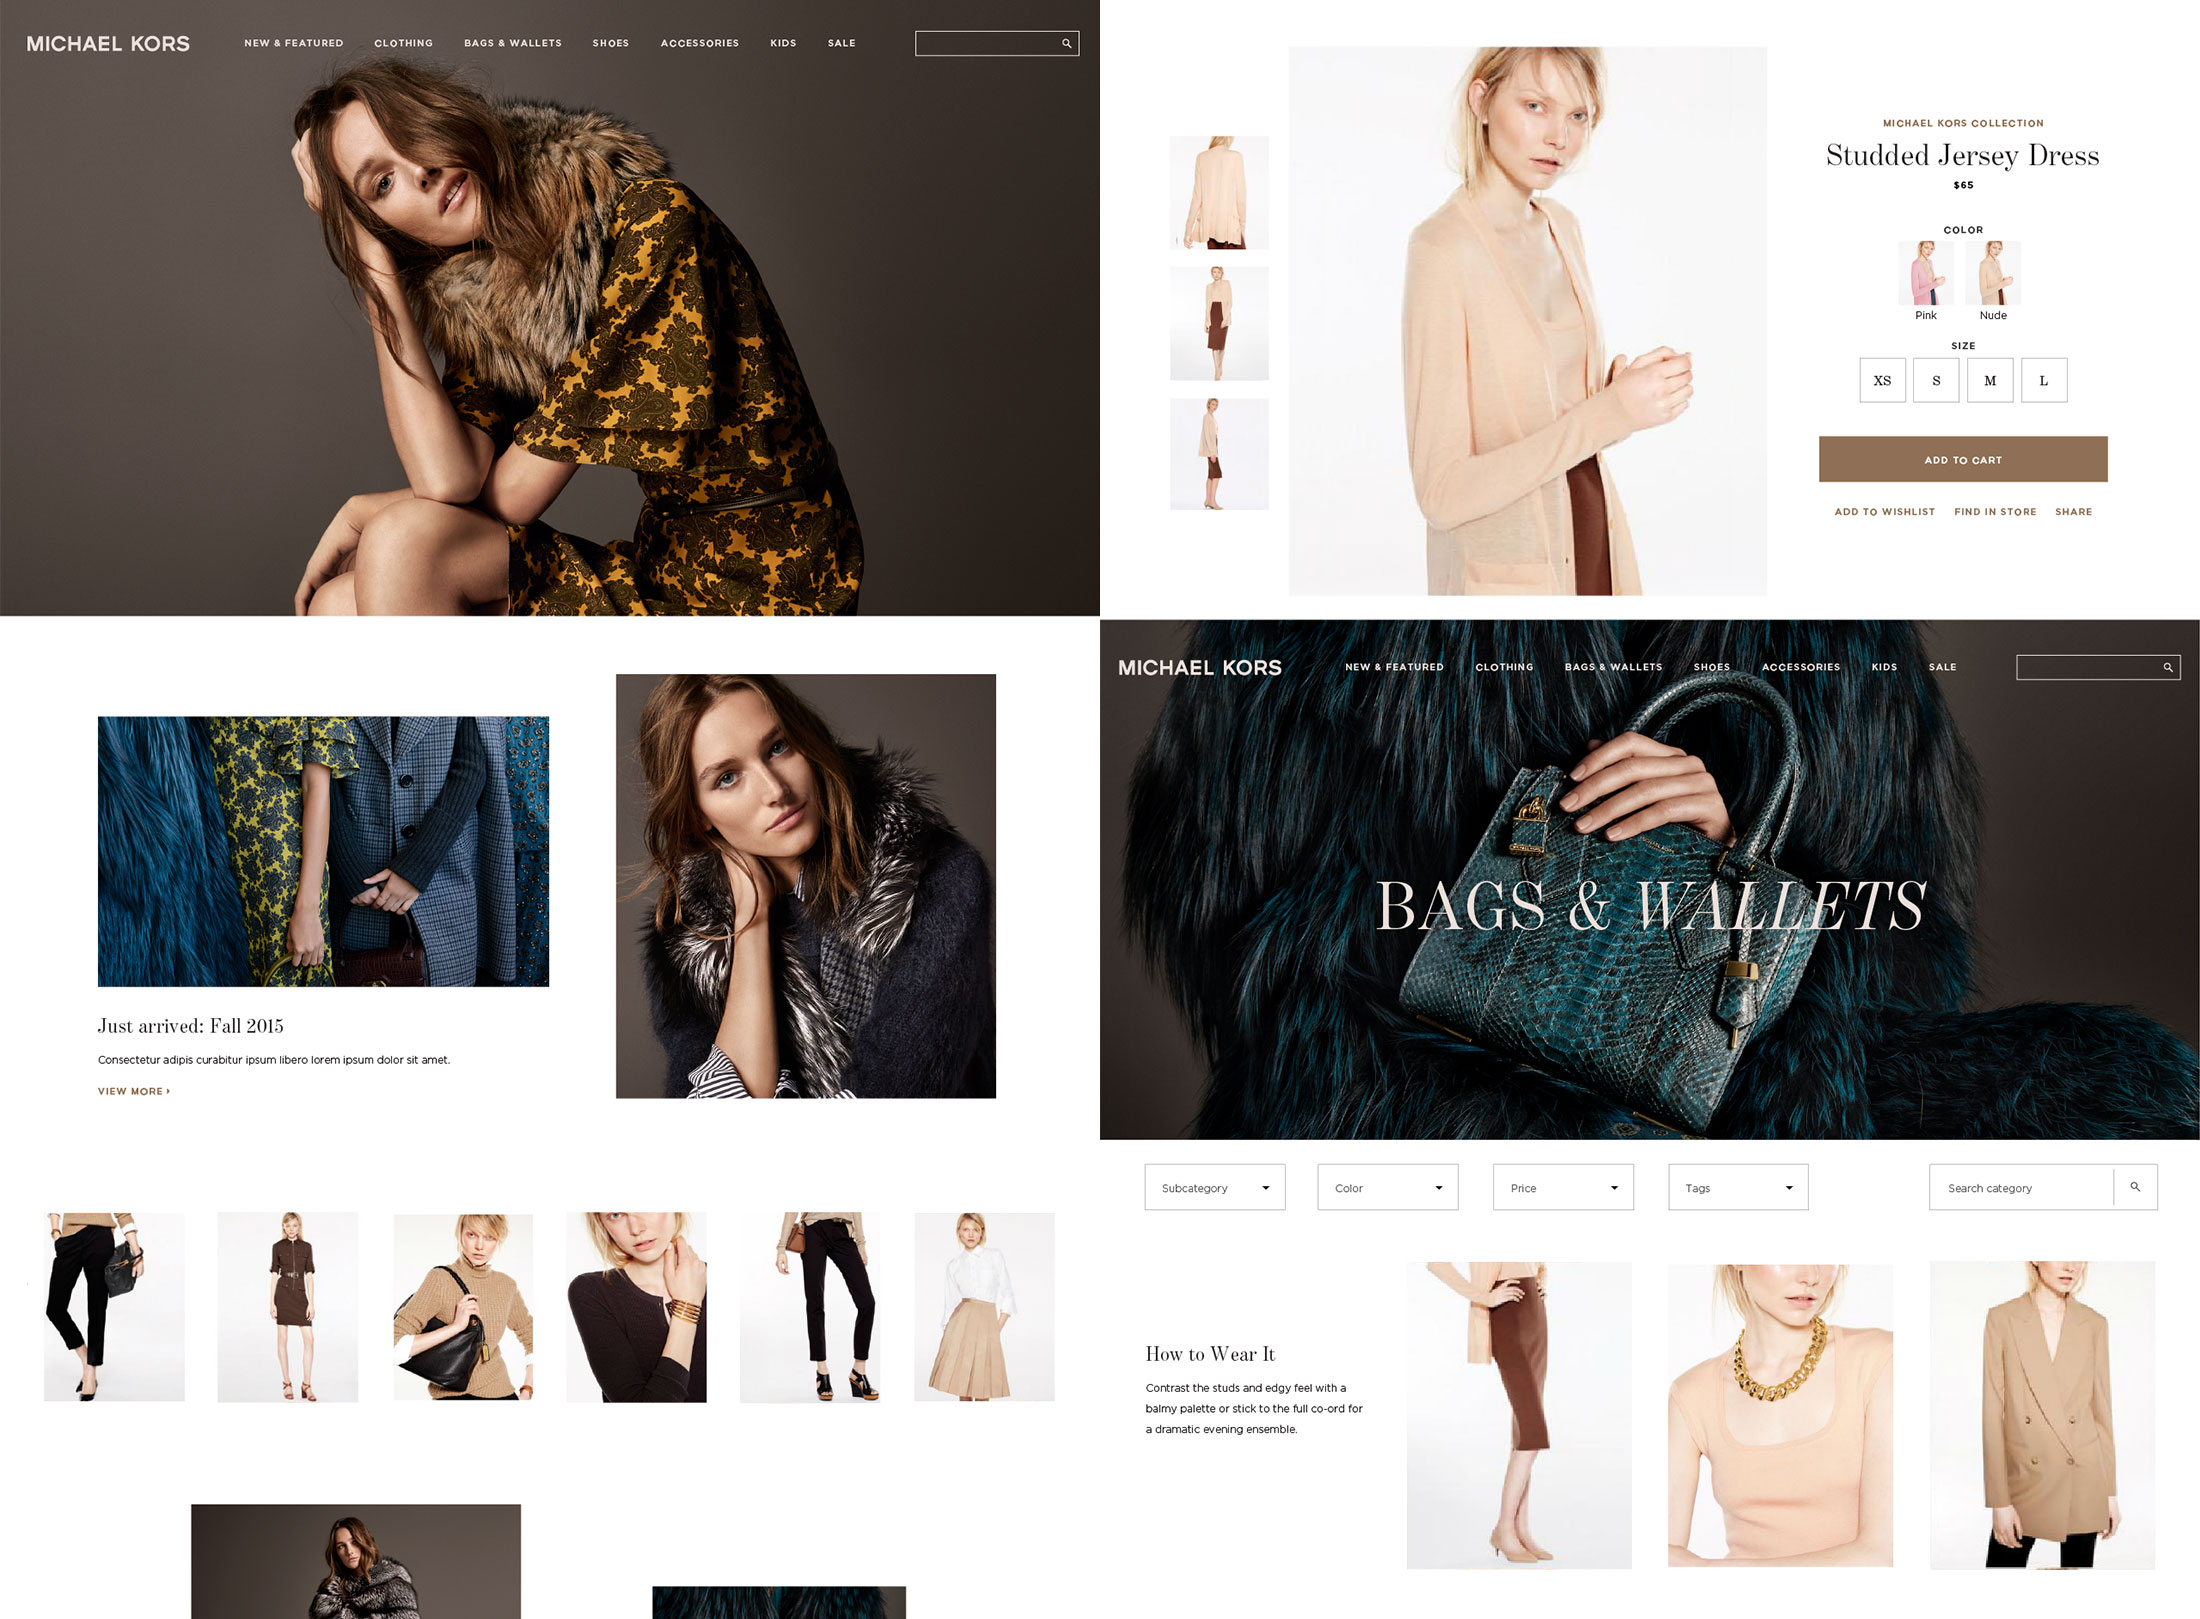 MICHAEL KORS
NEW & FEATURED
CLOTHING
BAGS & WALLETS
SHOES
ACCESSORIES
KIDS
SALE
MICHAEL KORS COLLECTION
Studded Jersey Dress
$65
COLOR
Pink
Nude
SIZE
XS
S
M
L
ADD TO CART
ADD TO WISHLIST
FIND IN STORE
SHARE
Just arrived: Fall 2015
Consectetur adipis curabitur ipsum libero lorem ipsum dolor sit amet.
VIEW MORE
MICHAEL KORS
NEW & FEATURED
CLOTHING
BAGS & WALLETS
SHOES
ACCESSORIES
KIDS
SALE
BAGS & WALLETS
Subcategory
Color
Price
Tags
Search category
How to Wear It
Contrast the studs and edgy feel with a
balmy palette or stick to the full co-ord for
a dramatic evening ensemble.